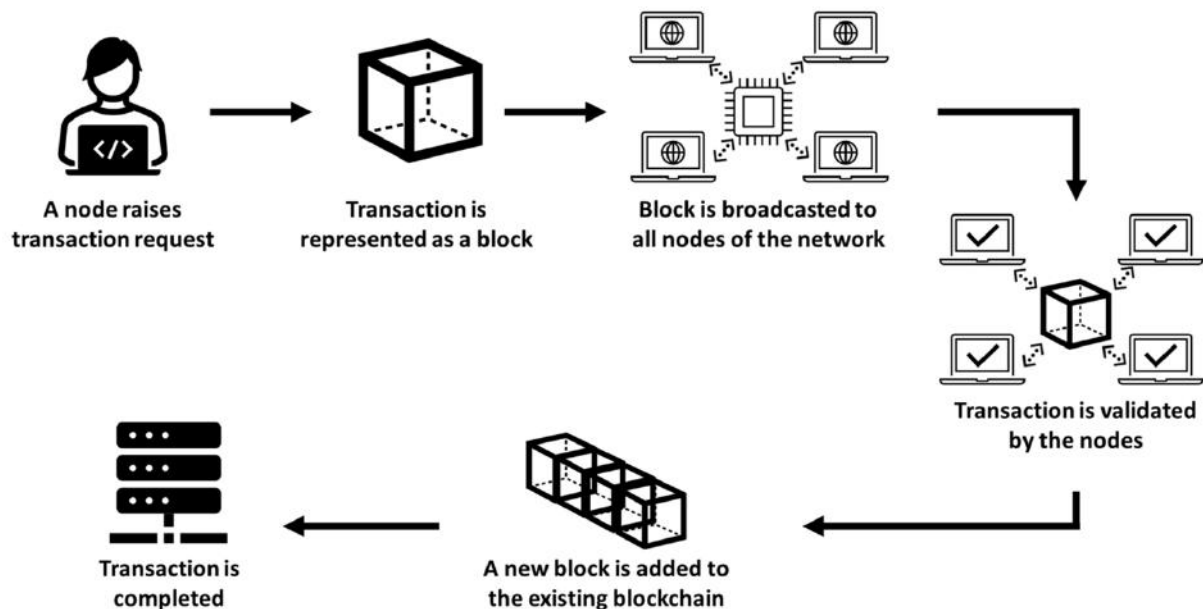 </>
A node raises
transaction request
Transaction is
represented as a block
Block is broadcasted to
all nodes of the network
Transaction is validated
by the nodes
A new block is added to
the existing blockchain
Transaction is
completed